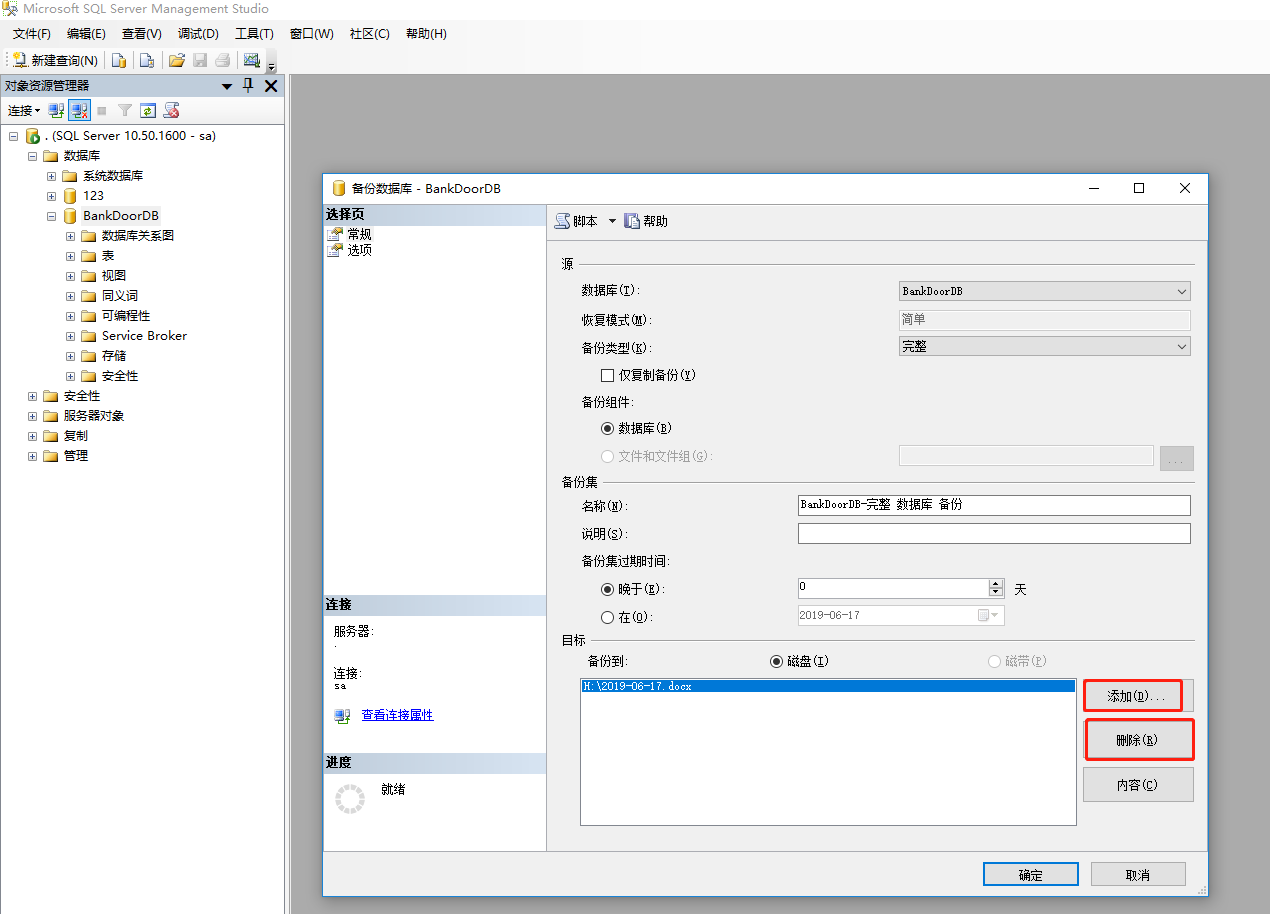 Microsoft SQL Server Management Studio
文件(F) 编辑(E) 查看(V) 调试(D) 工具(T) 窗口(W) 社区(C) 帮助(H)
新建查询(N)
对象资源管理器
连接
. (SQL Server 10.50.1600 - sa)
数据库
系统数据库
123
BankDoorDB
数据库关系图
表
视图
同义词
可编程性
Service Broker
存储
安全性
安全性
服务器对象
复制
管理
备份数据库 - BankDoorDB
选择页
常规
选项
连接
服务器:
.
连接:
sa
查看连接属性
进度
就绪
脚本 帮助
源
数据库(T): BankDoorDB
恢复模式(M): 简单
备份类型(K): 完整
仅复制备份(Y)
备份组件:
数据库(B)
文件和文件组(G): ...
备份集
名称(N): BankDoorDB-完整 数据库 备份
说明(S):
备份集过期时间:
晚于(E): 0 天
在(O): 2019-06-17
目标
备份到: 磁盘(I) 磁带(P)
H:\2019-06-17.docx
添加(D)...
删除(R)
内容(C)
确定 取消